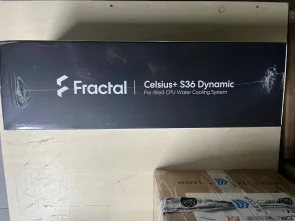 Fractal
Celsius+ S36 Dynamic
Pre-filled CPU Water Cooling System